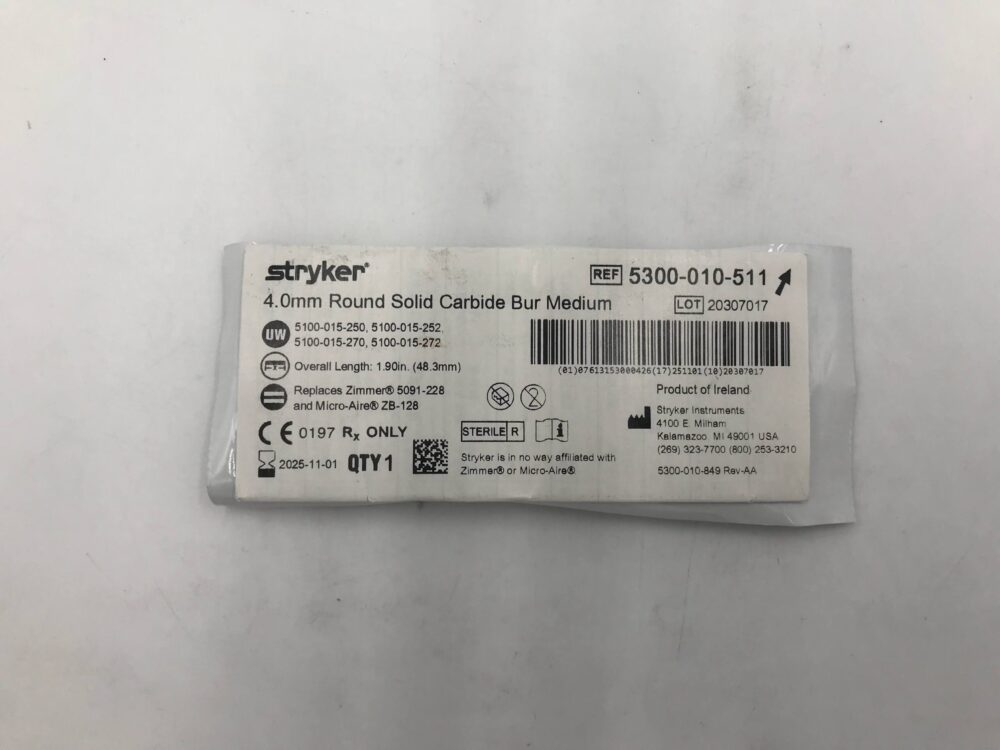 stryker®
REF 5300-010-511
4.0mm Round Solid Carbide Bur Medium
LOT 20307017
UW 5100-015-250, 5100-015-252,
5100-015-270, 5100-015-272
(01)07613153000426(17)251101(10)20307017
Overall Length: 1.90in. (48.3mm)
Replaces Zimmer® 5091-228
and Micro-Aire® ZB-128
Product of Ireland
Stryker Instruments
4100 E. Milham
Kalamazoo, MI 49001 USA
(269) 323-7700 (800) 253-3210
CE 0197 Rx ONLY
STERILE R
2025-11-01 QTY 1
Stryker is in no way affiliated with
Zimmer® or Micro-Aire®
5300-010-849 Rev-AA